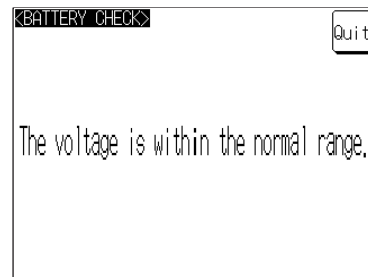 <BATTERY CHECK>
Quit
The voltage is within the normal range.